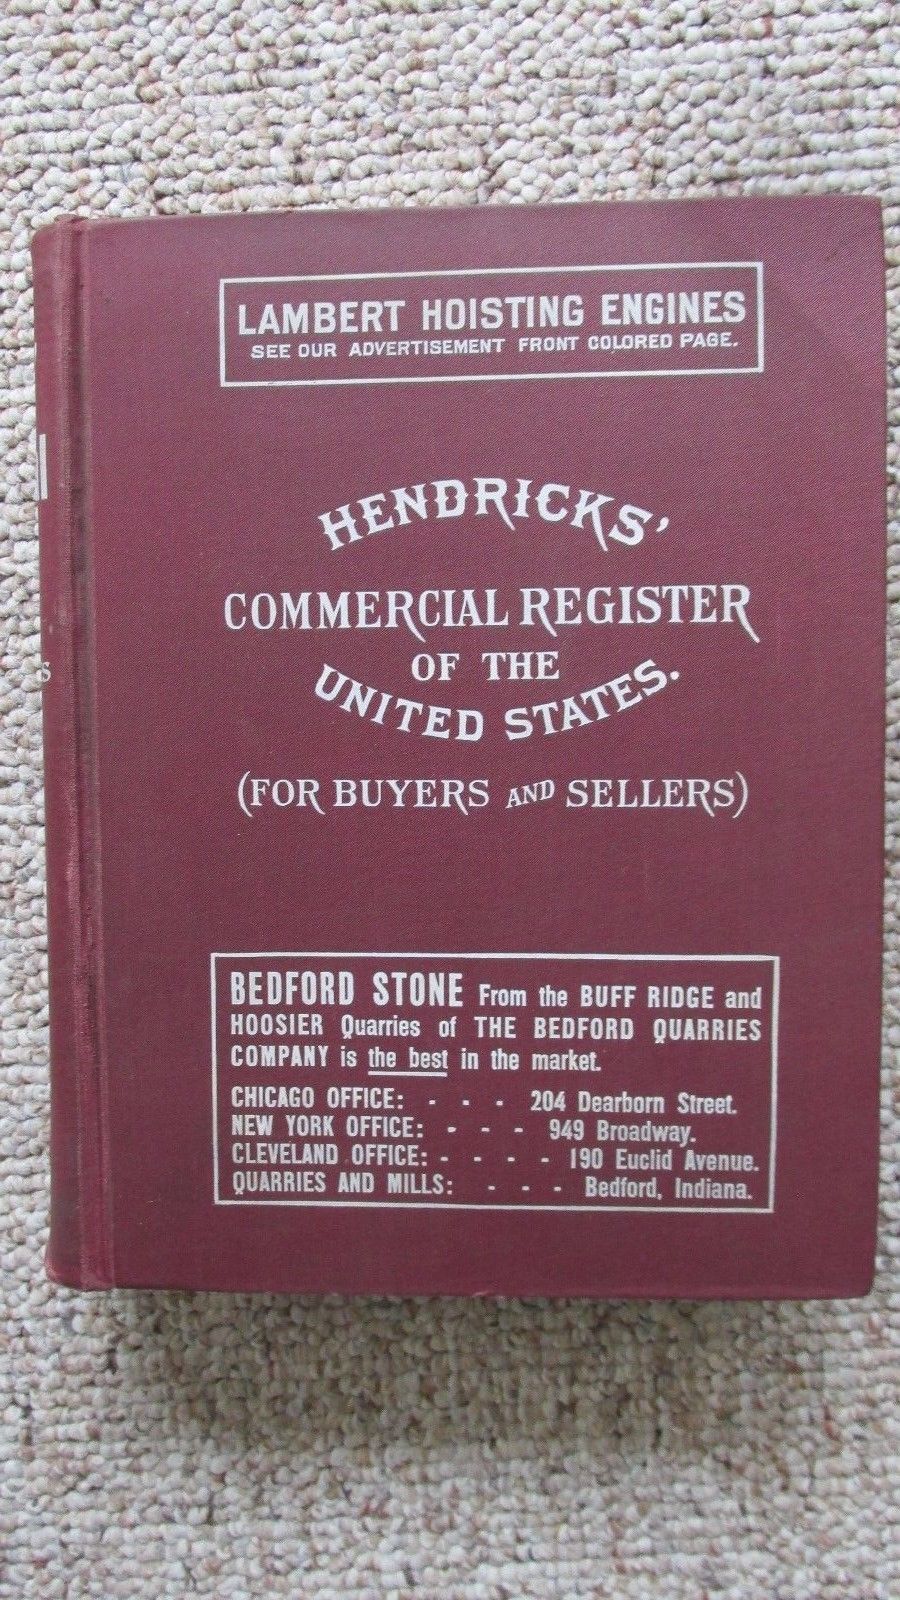 LAMBERT HOISTING ENGINES
SEE OUR ADVERTISEMENT FRONT COLORED PAGE.
HENDRICKS'
COMMERCIAL REGISTER
OF THE
UNITED STATES.
(FOR BUYERS AND SELLERS)
BEDFORD STONE From the BUFF RIDGE and
HOOSIER Quarries of THE BEDFORD QUARRIES
COMPANY is the best in the market.
CHICAGO OFFICE: - - - 204 Dearborn Street.
NEW YORK OFFICE: - - - 949 Broadway.
CLEVELAND OFFICE: - - - - 190 Euclid Avenue.
QUARRIES AND MILLS: - - - Bedford, Indiana.